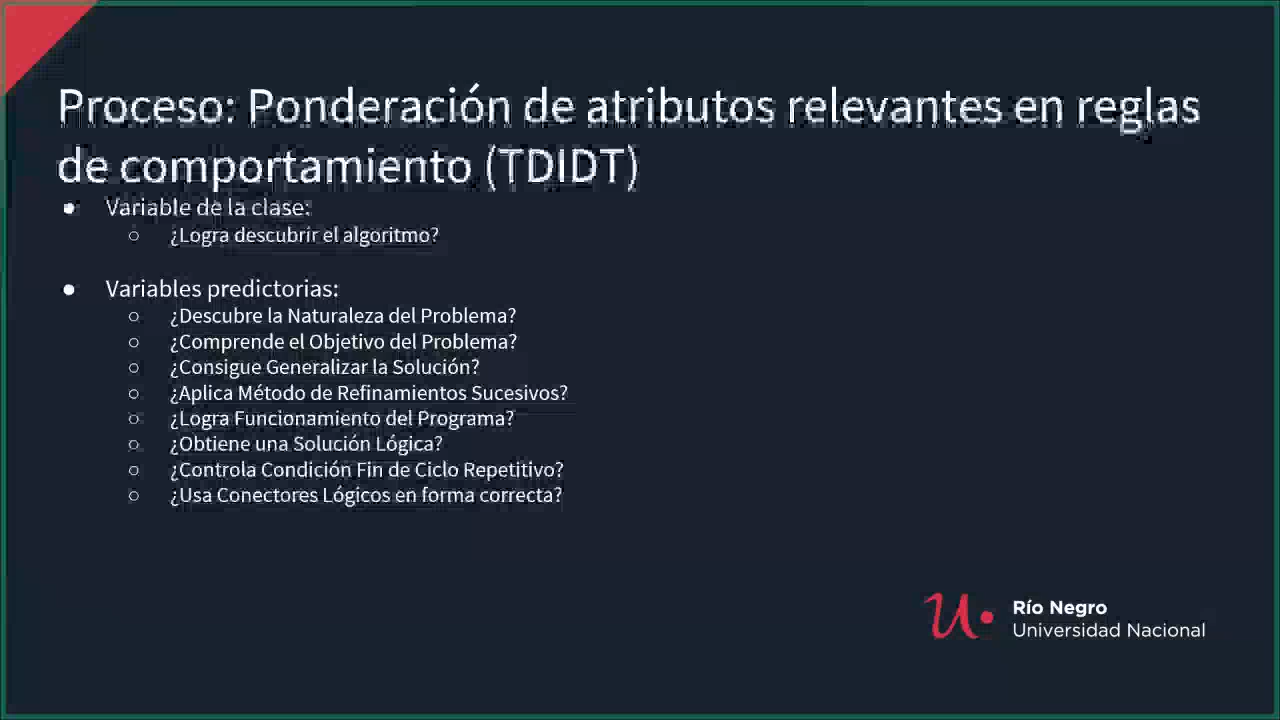 Proceso: Ponderación de atributos relevantes en reglas
de comportamiento (TDIDT)
● Variable de la clase:
○ ¿Logra descubrir el algoritmo?
● Variables predictorias:
○ ¿Descubre la Naturaleza del Problema?
○ ¿Comprende el Objetivo del Problema?
○ ¿Consigue Generalizar la Solución?
○ ¿Aplica Método de Refinamientos Sucesivos?
○ ¿Logra Funcionamiento del Programa?
○ ¿Obtiene una Solución Lógica?
○ ¿Controla Condición Fin de Ciclo Repetitivo?
○ ¿Usa Conectores Lógicos en forma correcta?
Río Negro
Universidad Nacional